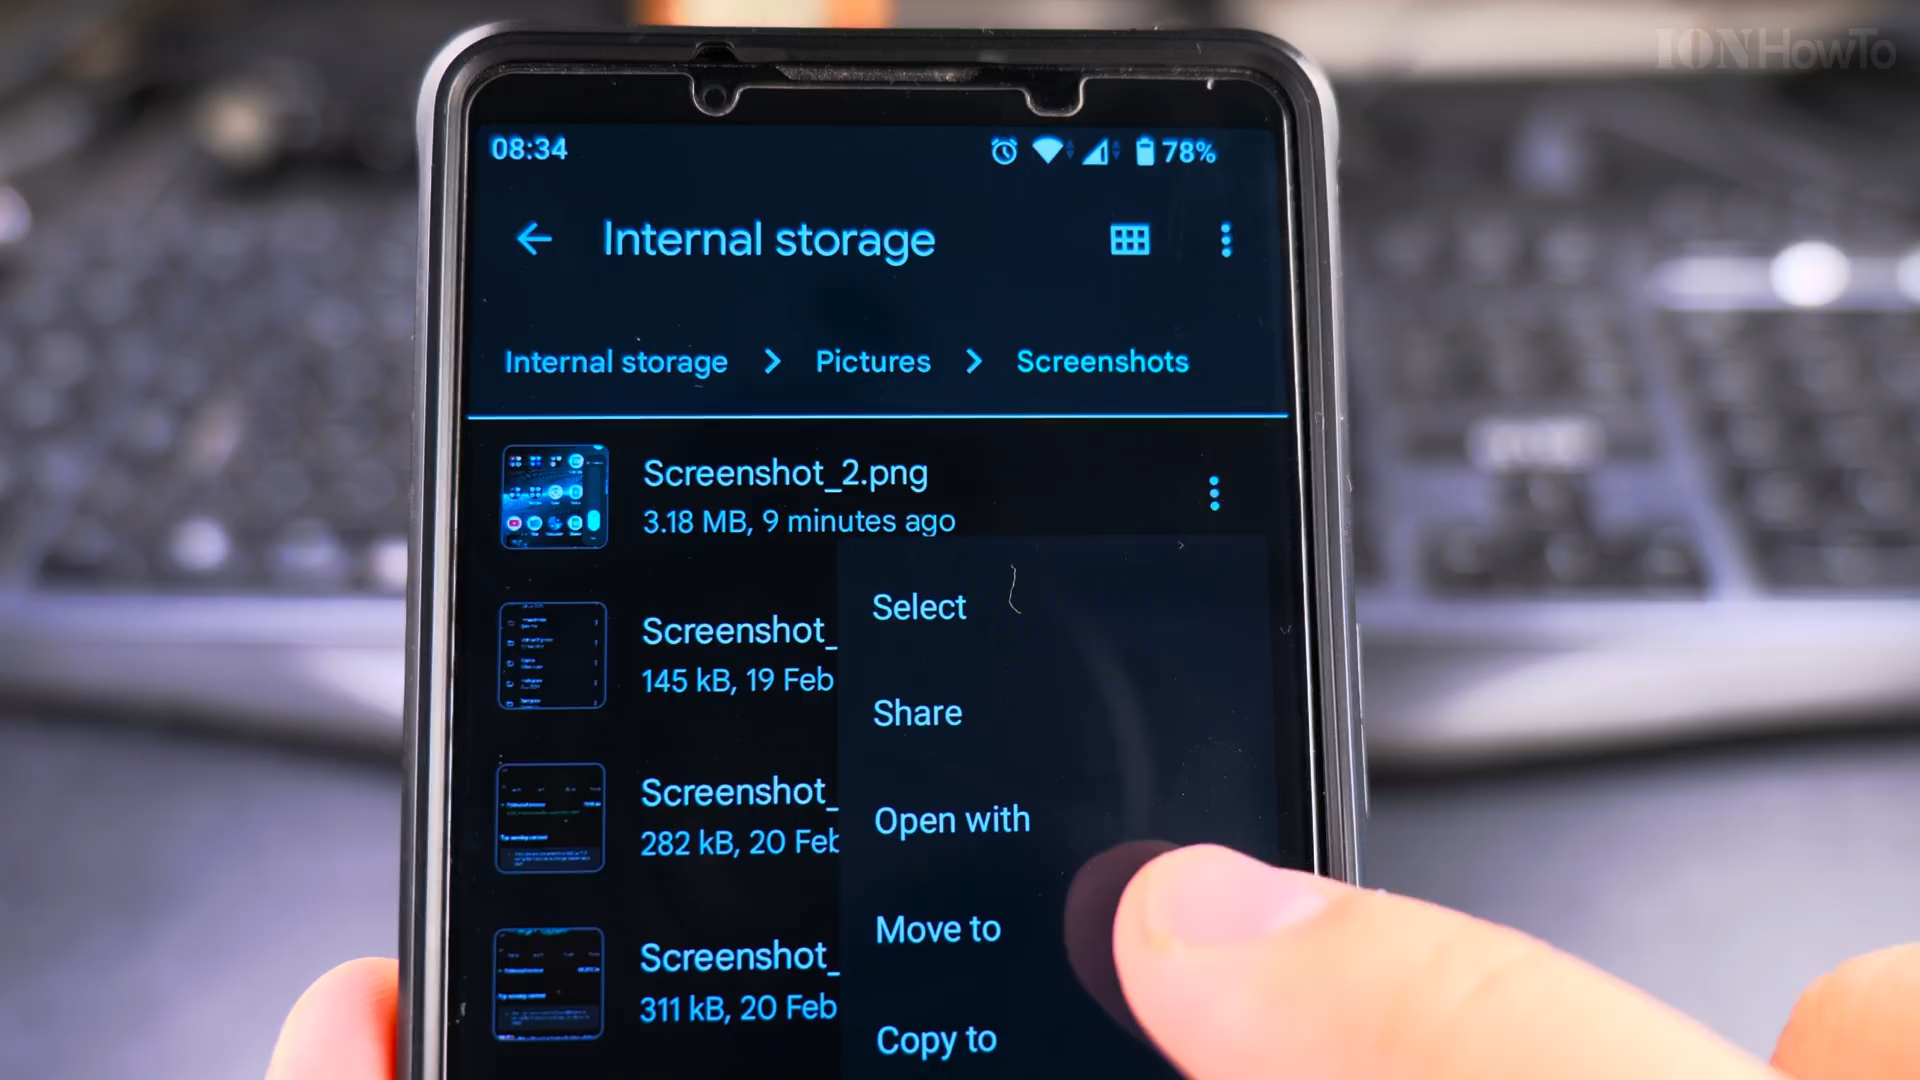 IONHowTo
08:34 78%
Internal storage
Internal storage > Pictures > Screenshots
Screenshot_2.png
3.18 MB, 9 minutes ago
Select
Screenshot_
145 kB, 19 Feb
Share
Screenshot_
282 kB, 20 Feb
Open with
Move to
Screenshot_
311 kB, 20 Feb
Copy to